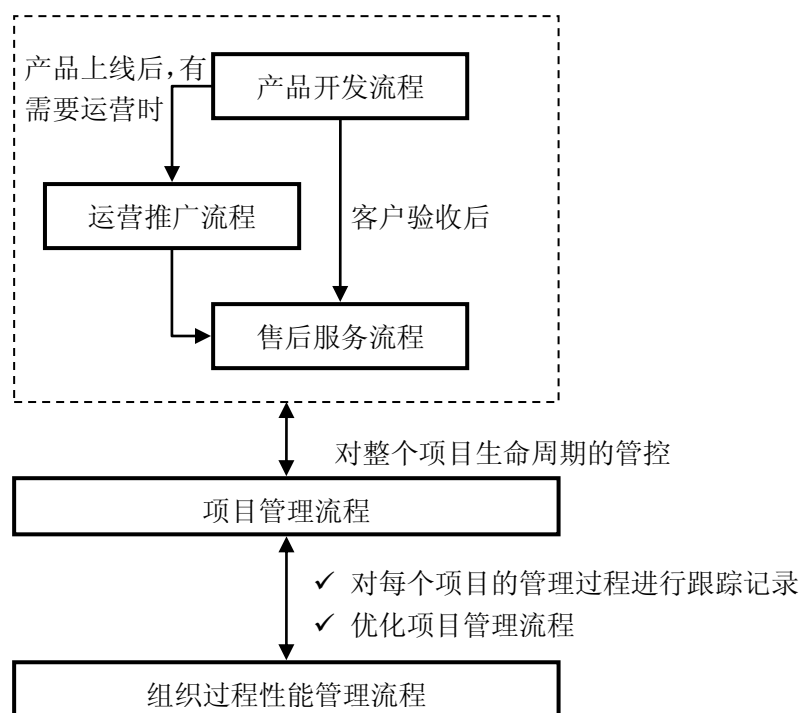 产品上线后，有
需要运营时
产品开发流程
运营推广流程
客户验收后
售后服务流程
对整个项目生命周期的管控
项目管理流程
✓ 对每个项目的管理过程进行跟踪记录
✓ 优化项目管理流程
组织过程性能管理流程